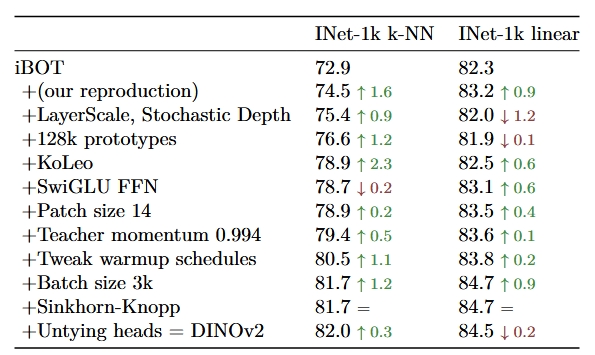 INet-1k k-NN INet-1k linear
iBOT 72.9 82.3
+(our reproduction) 74.5 ↑ 1.6 83.2 ↑ 0.9
+LayerScale, Stochastic Depth 75.4 ↑ 0.9 82.0 ↓ 1.2
+128k prototypes 76.6 ↑ 1.2 81.9 ↓ 0.1
+KoLeo 78.9 ↑ 2.3 82.5 ↑ 0.6
+SwiGLU FFN 78.7 ↓ 0.2 83.1 ↑ 0.6
+Patch size 14 78.9 ↑ 0.2 83.5 ↑ 0.4
+Teacher momentum 0.994 79.4 ↑ 0.5 83.6 ↑ 0.1
+Tweak warmup schedules 80.5 ↑ 1.1 83.8 ↑ 0.2
+Batch size 3k 81.7 ↑ 1.2 84.7 ↑ 0.9
+Sinkhorn-Knopp 81.7 = 84.7 =
+Untying heads = DINOv2 82.0 ↑ 0.3 84.5 ↓ 0.2